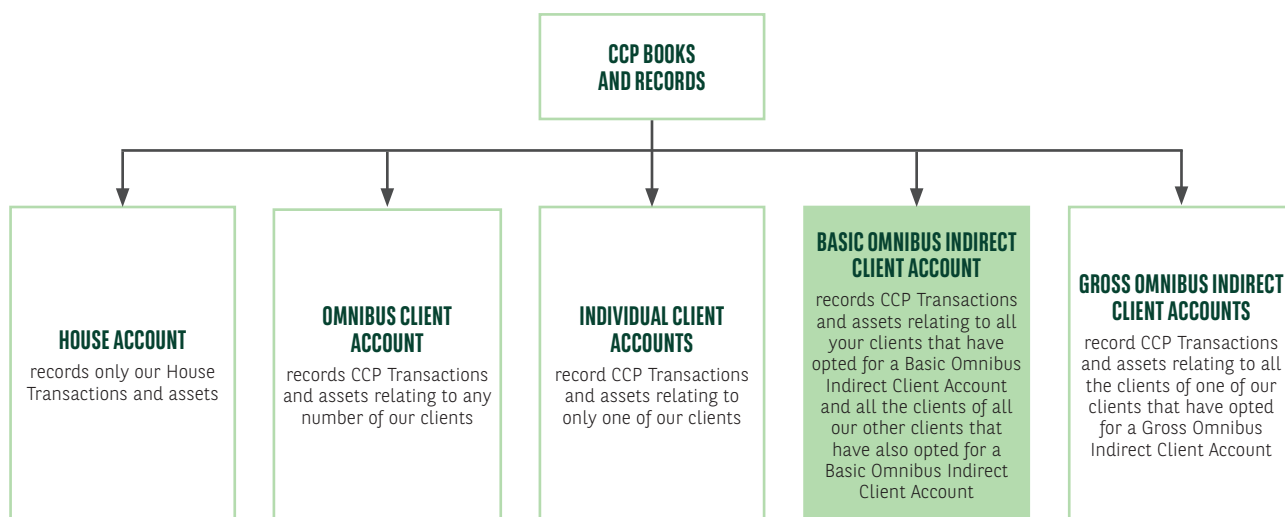 CCP BOOKS
AND RECORDS
HOUSE ACCOUNT
records only our House
Transactions and assets
OMNIBUS CLIENT
ACCOUNT
records CCP Transactions
and assets relating to any
number of our clients
INDIVIDUAL CLIENT
ACCOUNTS
record CCP Transactions
and assets relating to
only one of our clients
BASIC OMNIBUS INDIRECT
CLIENT ACCOUNT
records CCP Transactions
and assets relating to all
your clients that have
opted for a Basic Omnibus
Indirect Client Account
and all the clients of all
our other clients that
have also opted for a
Basic Omnibus Indirect
Client Account
GROSS OMNIBUS INDIRECT
CLIENT ACCOUNTS
record CCP Transactions
and assets relating to all
the clients of one of our
clients that have opted
for a Gross Omnibus
Indirect Client Account